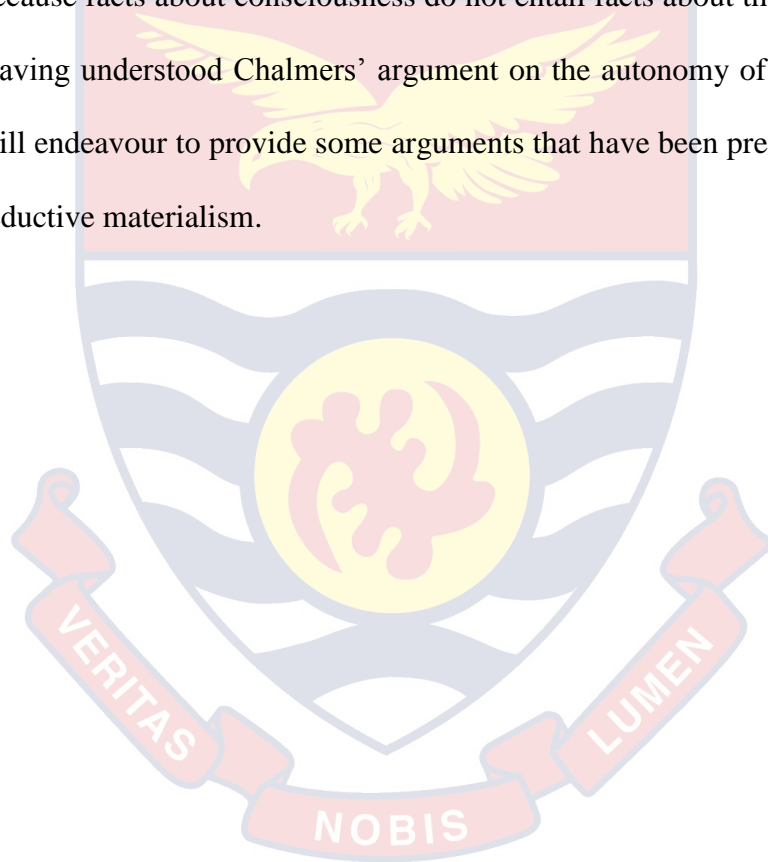 ecause facts about consciousness do not entail facts about th
aving understood Chalmers’ argument on the autonomy of
ill endeavour to provide some arguments that have been pre
ductive materialism.
VERITAS
NOBIS
LUMEN